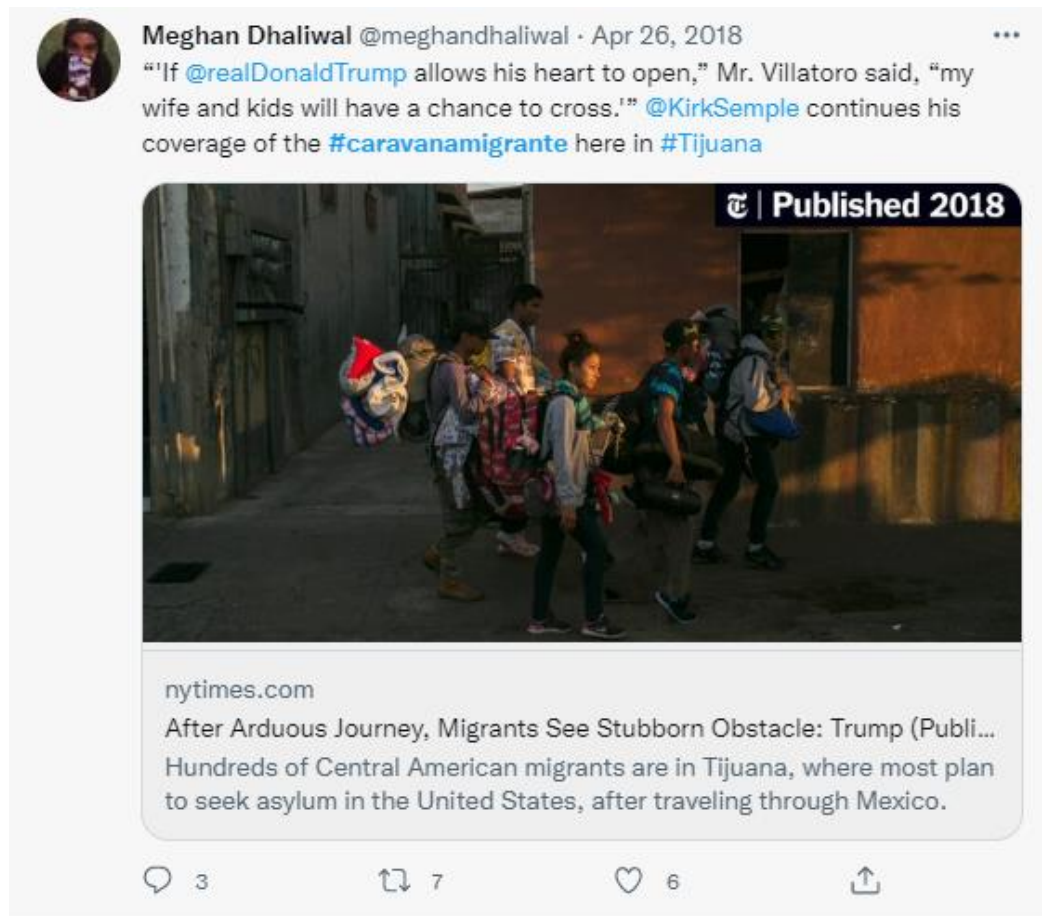 Meghan Dhaliwal @meghandhaliwal · Apr 26, 2018
“'If @realDonaldTrump allows his heart to open,” Mr. Villatoro said, “my
wife and kids will have a chance to cross.'” @KirkSemple continues his
coverage of the #caravanamigrante here in #Tijuana
T | Published 2018
nytimes.com
After Arduous Journey, Migrants See Stubborn Obstacle: Trump (Publi...
Hundreds of Central American migrants are in Tijuana, where most plan
to seek asylum in the United States, after traveling through Mexico.
3 7 6